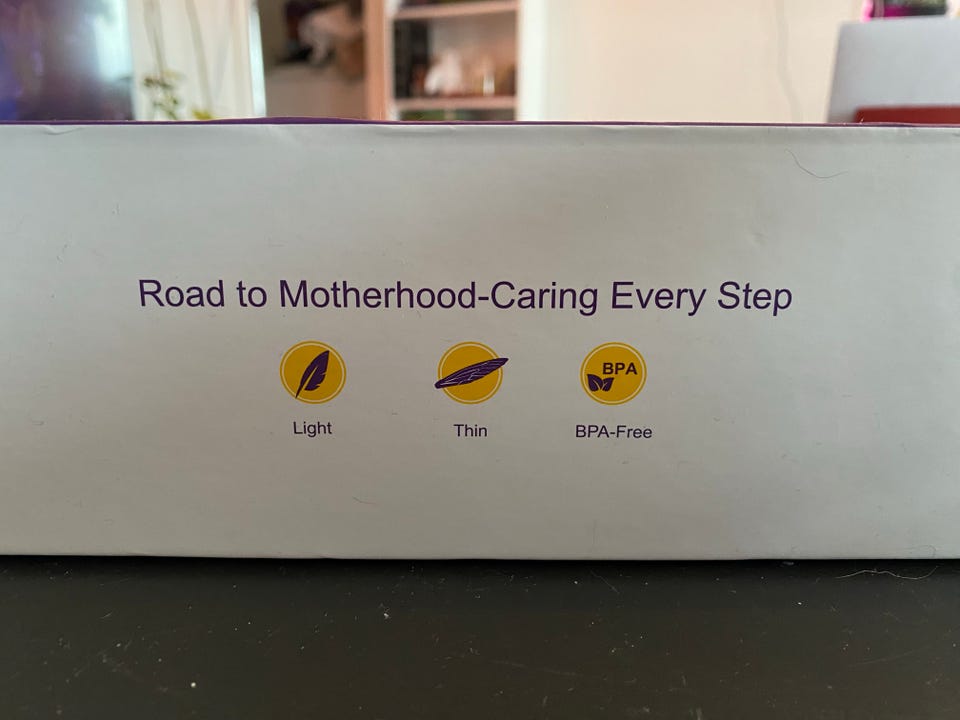 Road to Motherhood-Caring Every Step
BPA
Light Thin BPA-Free